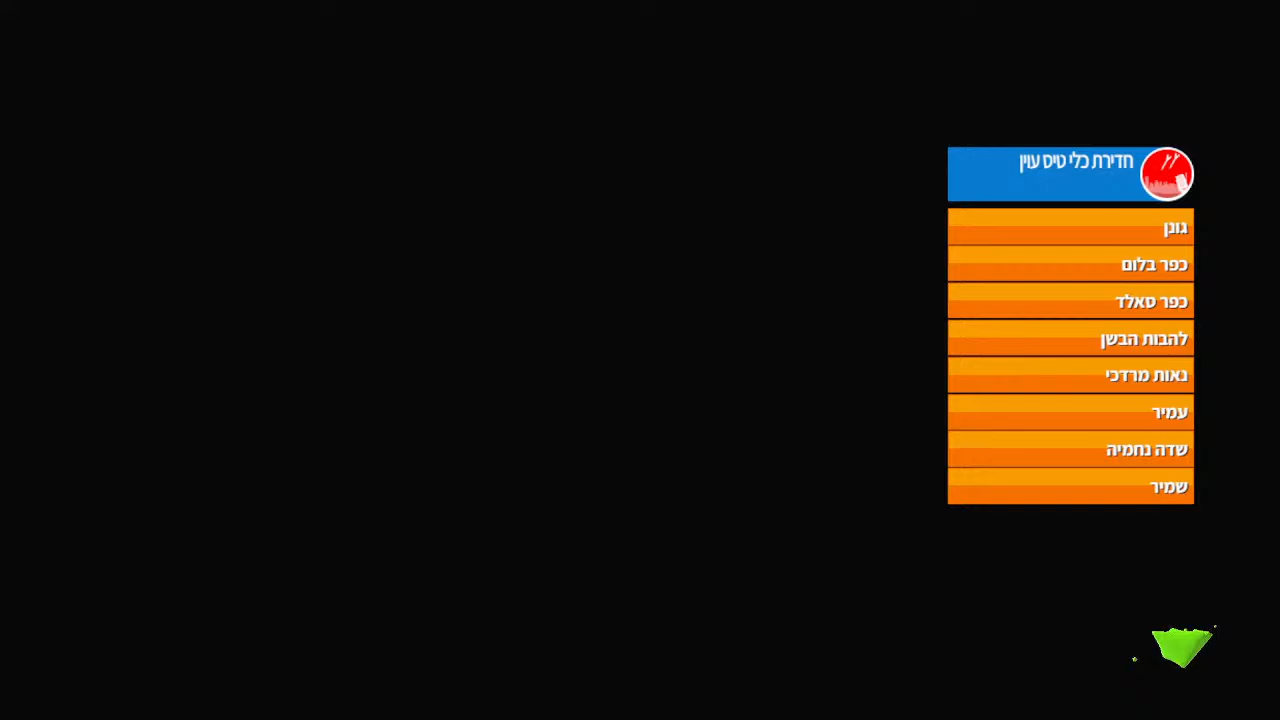 חדירת כלי טיס עוין
גונן
כפר בלום
כפר סאלד
להבות הבשן
נאות מרדכי
עמיר
שדה נחמיה
שמיר